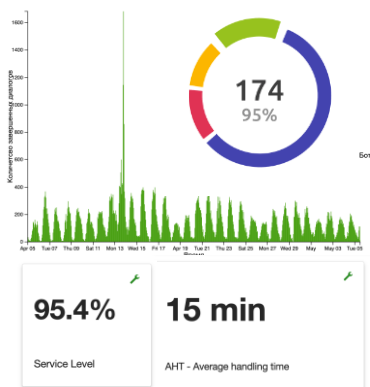 1600
1400
1200
1000
800
600
400
200
0
Количество завершенных диалогов
174
95%
Бот
Apr 05 Tue 07 Thu 09 Sat 11 Mon 13 Wed 15 Fri 17 Apr 19 Tue 21 Thu 23 Sat 25 Mon 27 Wed 29 May May 03 Tue 05
95.4%
Service Level
15 min
AHT - Average handling time